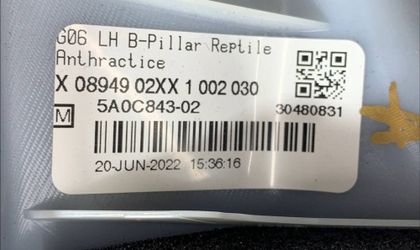 G06 LH B-Pillar Reptile
Anthractice
X 08949 02XX 1 002 030
5A0C843-02 30480831
M
20-JUN-2022 15:36:16